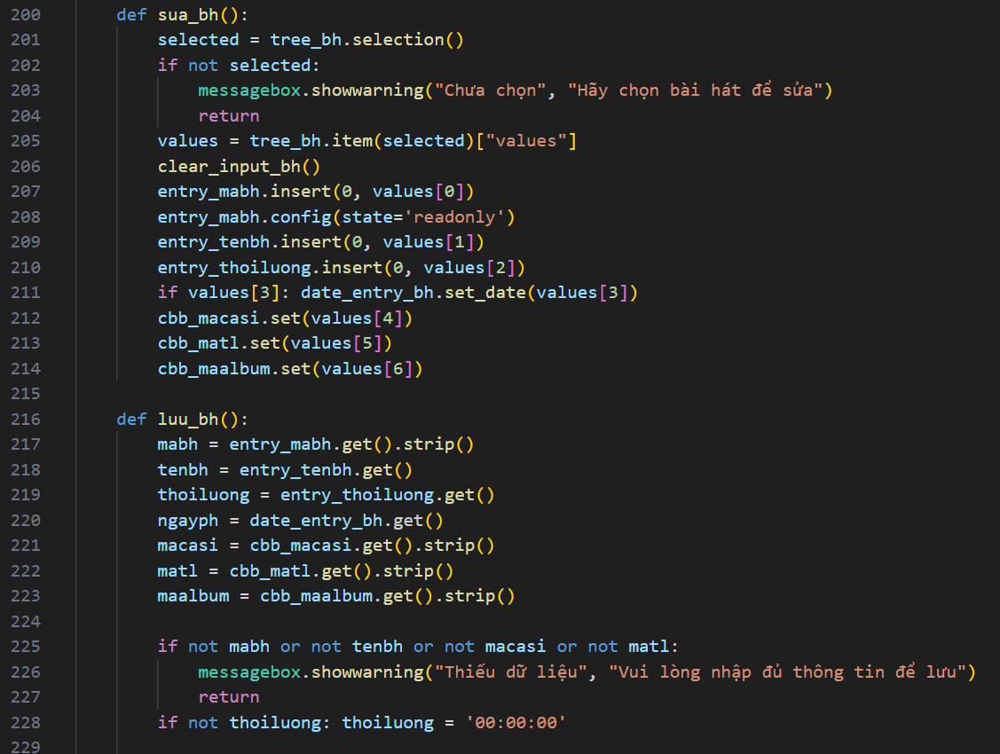 200 def sua_bh():
201     selected = tree_bh.selection()
202     if not selected:
203         messagebox.showwarning("Chưa chọn", "Hãy chọn bài hát để sửa")
204         return
205     values = tree_bh.item(selected)["values"]
206     clear_input_bh()
207     entry_mabh.insert(0, values[0])
208     entry_mabh.config(state='readonly')
209     entry_tenbh.insert(0, values[1])
210     entry_thoiluong.insert(0, values[2])
211     if values[3]: date_entry_bh.set_date(values[3])
212     cbb_macasi.set(values[4])
213     cbb_matl.set(values[5])
214     cbb_maalbum.set(values[6])
215
216 def luu_bh():
217     mabh = entry_mabh.get().strip()
218     tenbh = entry_tenbh.get()
219     thoiluong = entry_thoiluong.get()
220     ngayph = date_entry_bh.get()
221     macasi = cbb_macasi.get().strip()
222     matl = cbb_matl.get().strip()
223     maalbum = cbb_maalbum.get().strip()
224
225     if not mabh or not tenbh or not macasi or not matl:
226         messagebox.showwarning("Thiếu dữ liệu", "Vui lòng nhập đủ thông tin để lưu")
227         return
228     if not thoiluong: thoiluong = '00:00:00'
229